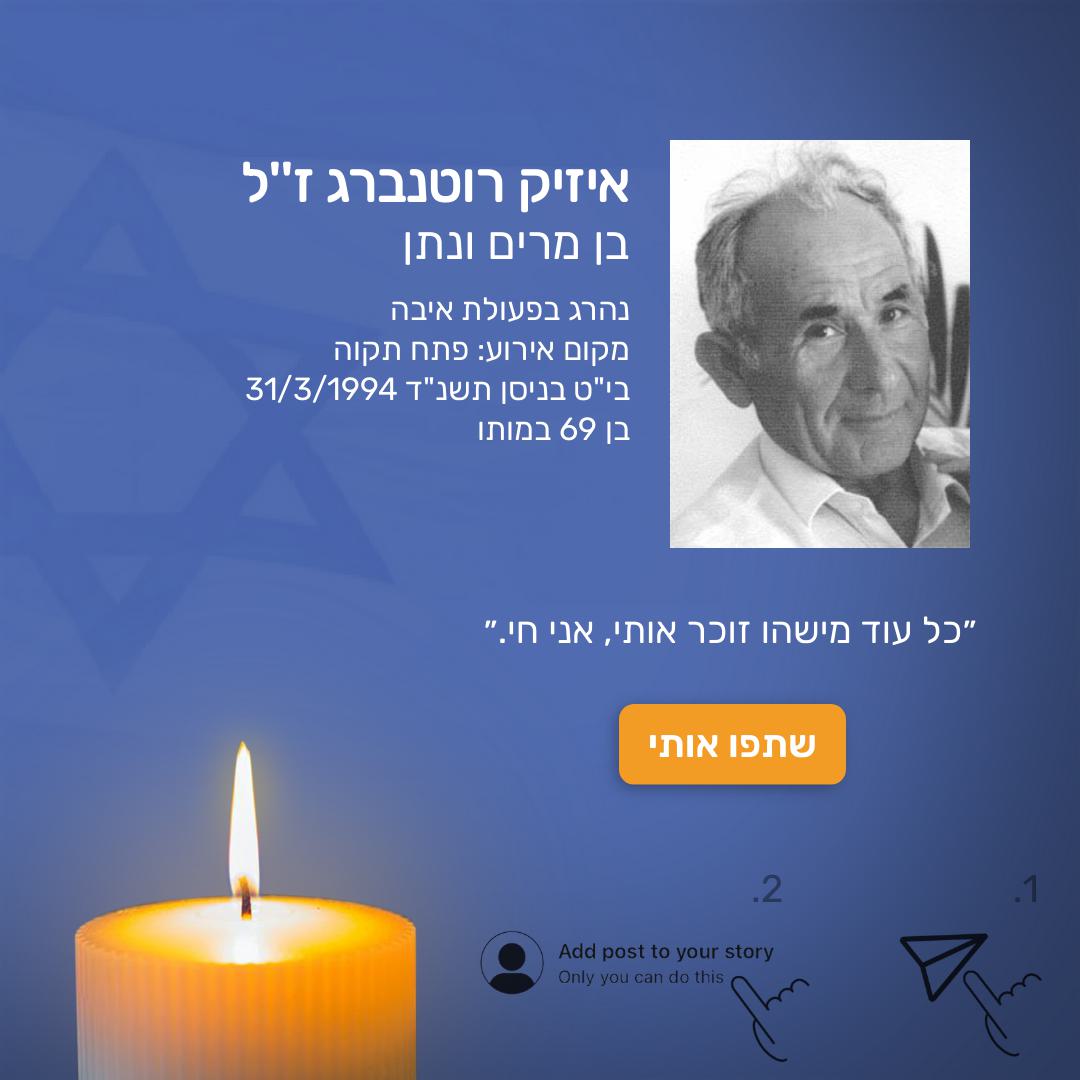 איזיק רוטנברג ז"ל
בן מרים ונתן
נהרג בפעולת איבה
מקום אירוע: פתח תקוה
בי"ט בניסן תשנ"ד 31/3/1994
בן 69 במותו
״כל עוד מישהו זוכר אותי, אני חי.״
שתפו אותי
1.
2.
Add post to your story
Only you can do this